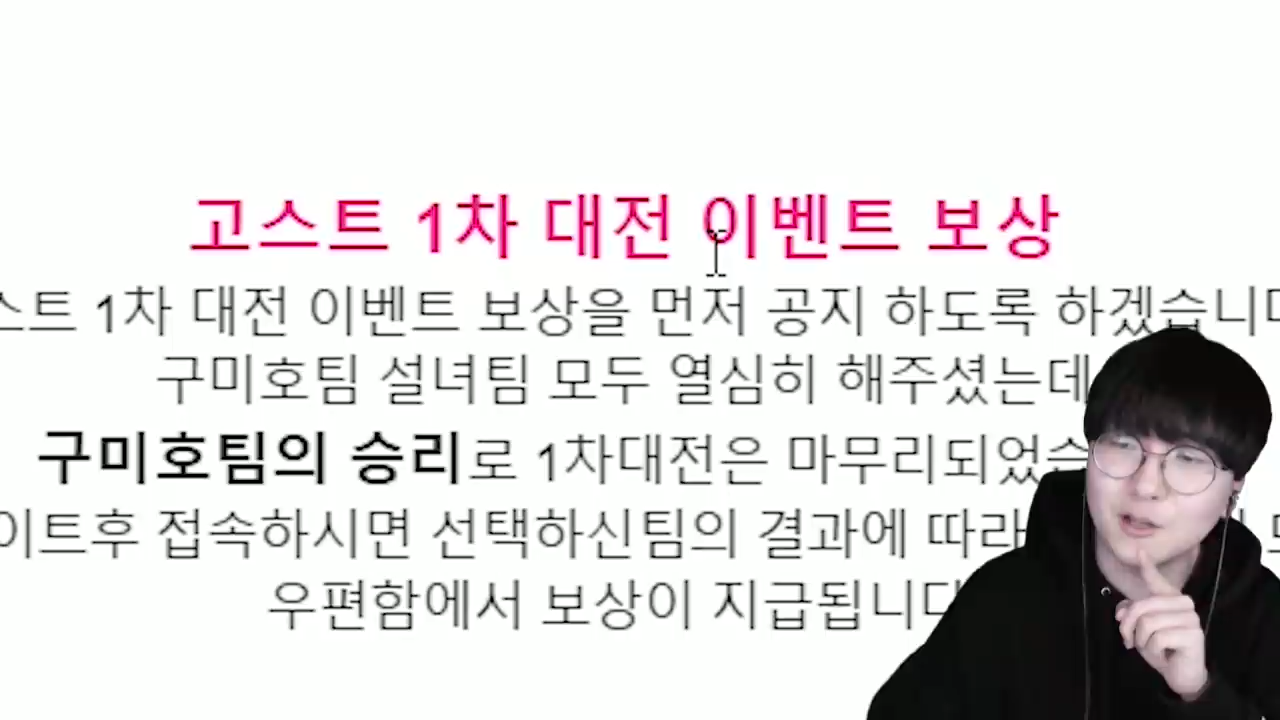 고스트 1차 대전 이벤트 보상
스트 1차 대전 이벤트 보상을 먼저 공지 하도록 하겠습니다
구미호팀 설녀팀 모두 열심히 해주셨는데
구미호팀의 승리로 1차대전은 마무리되었습
이트후 접속하시면 선택하신팀의 결과에 따라
우편함에서 보상이 지급됩니다